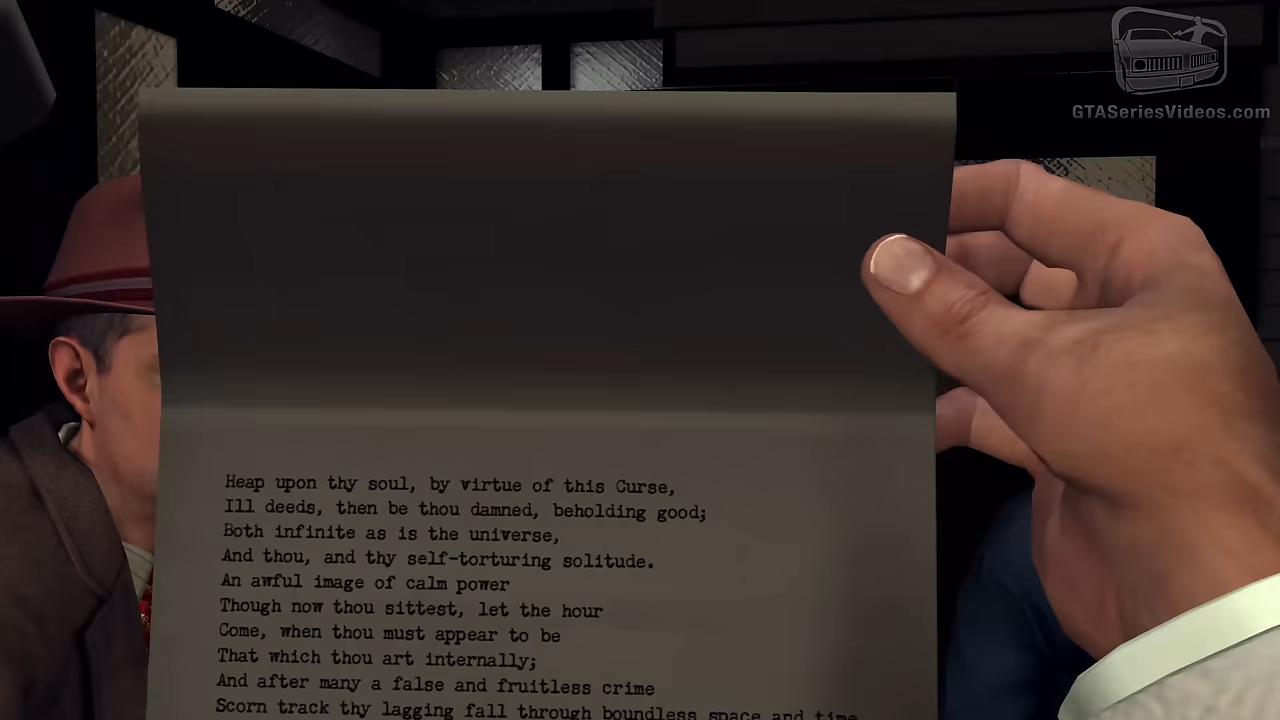 GTASeriesVideos.com
Heap upon thy soul, by virtue of this Curse,
Ill deeds, then be thou damned, beholding good;
Both infinite as is the universe,
And thou, and thy self-torturing solitude.
An awful image of calm power
Though now thou sittest, let the hour
Come, when thou must appear to be
That which thou art internally;
And after many a false and fruitless crime
Scorn track thy lagging fall through boundless space and time